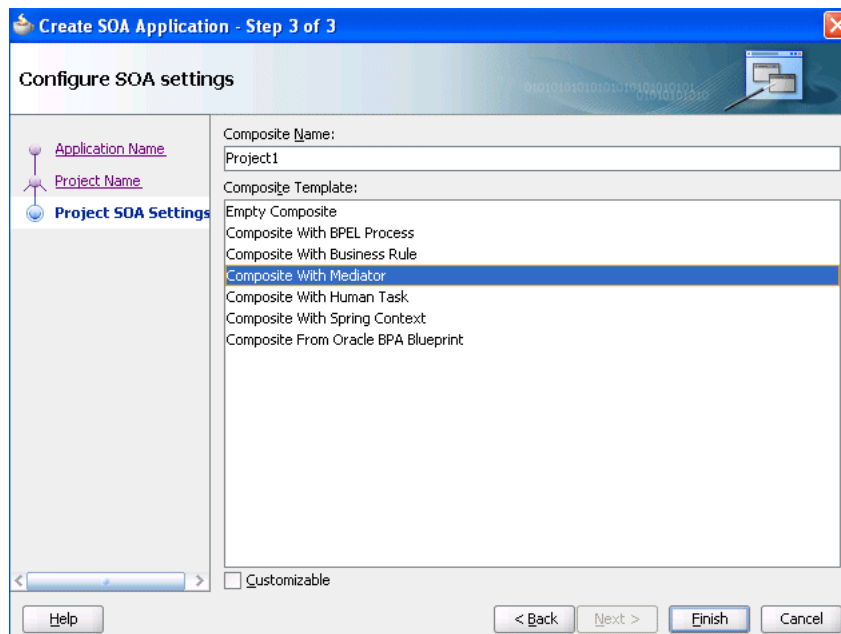 Create SOA Application - Step 3 of 3
Configure SOA settings
Application Name
Project Name
Project SOA Settings
Composite Name:
Project1
Composite Template:
Empty Composite
Composite With BPEL Process
Composite With Business Rule
Composite With Mediator
Composite With Human Task
Composite With Spring Context
Composite From Oracle BPA Blueprint
Customizable
Help
< Back
Next >
Finish
Cancel